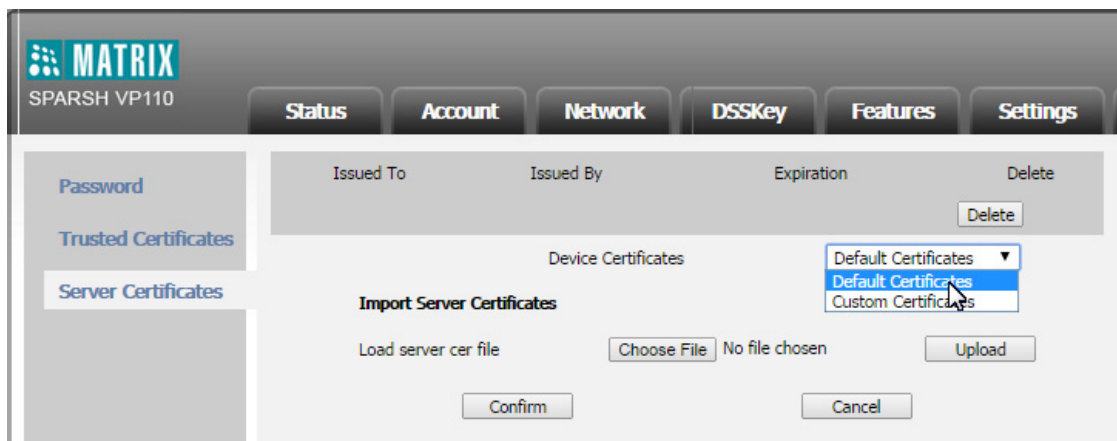 MATRIX
SPARSH VP110
Status Account Network DSSKey Features Settings
Password
Trusted Certificates
Server Certificates
Issued To Issued By Expiration Delete
Delete
Device Certificates Default Certificates
Default Certificates
Custom Certificates
Import Server Certificates
Load server cer file Choose File No file chosen Upload
Confirm Cancel